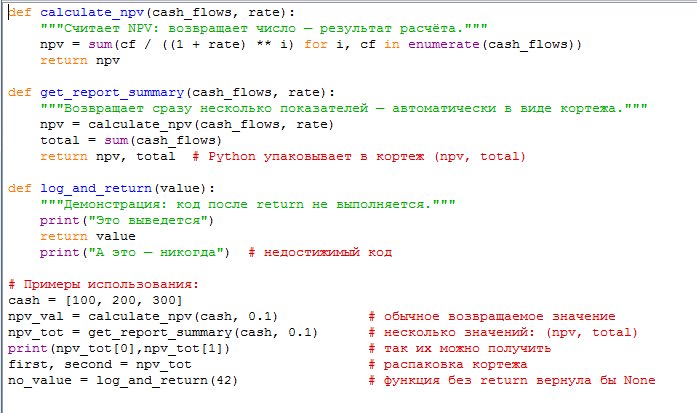 def calculate_npv(cash_flows, rate):
    """Считает NPV: возвращает число — результат расчёта."""
    npv = sum(cf / ((1 + rate) ** i) for i, cf in enumerate(cash_flows))
    return npv

def get_report_summary(cash_flows, rate):
    """Возвращает сразу несколько показателей — автоматически в виде кортежа."""
    npv = calculate_npv(cash_flows, rate)
    total = sum(cash_flows)
    return npv, total  # Python упаковывает в кортеж (npv, total)

def log_and_return(value):
    """Демонстрация: код после return не выполняется."""
    print("Это выведется")
    return value
    print("А это — никогда")  # недостижимый код

# Примеры использования:
cash = [100, 200, 300]
npv_val = calculate_npv(cash, 0.1)           # обычное возвращаемое значение
npv_tot = get_report_summary(cash, 0.1)      # несколько значений: (npv, total)
print(npv_tot[0],npv_tot[1])                 # так их можно получить
first, second = npv_tot                      # распаковка кортежа
no_value = log_and_return(42)                # функция без return вернула бы None